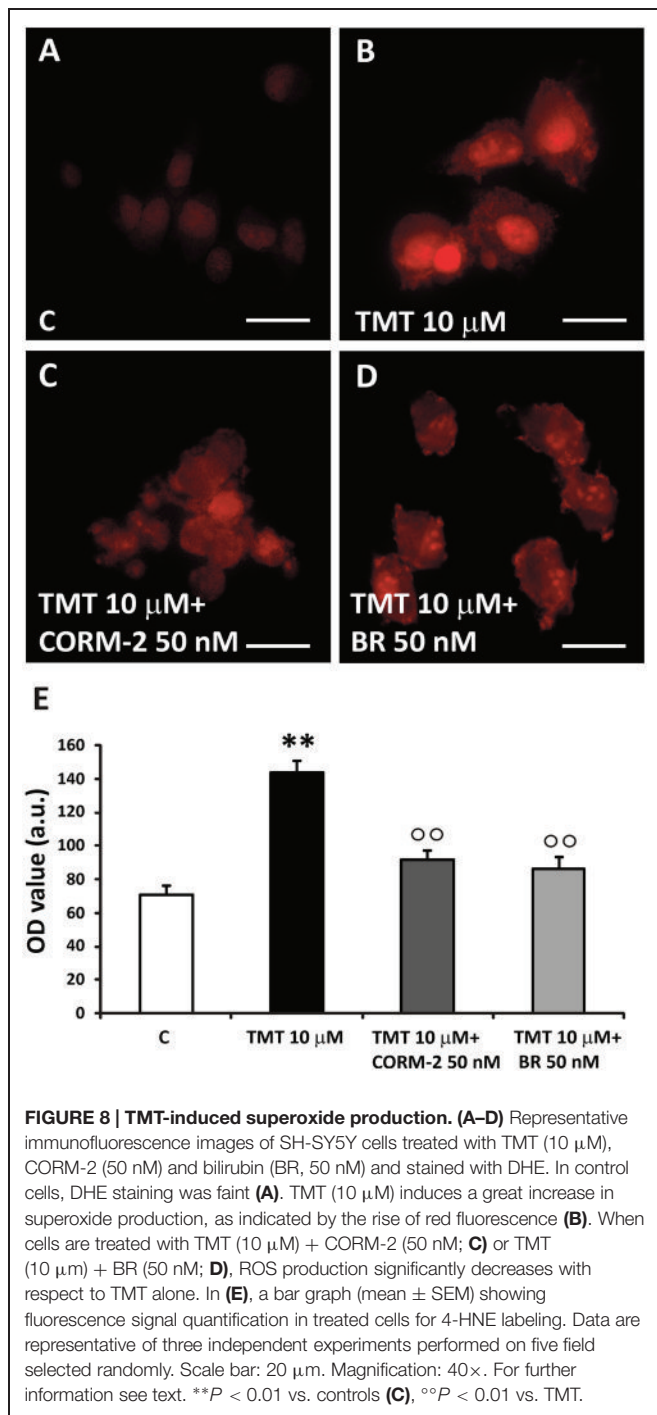 A
B
C
TMT 10 μM
C
D
TMT 10 μM+
CORM-2 50 nM
TMT 10 μM+
BR 50 nM
E
OD value (a.u.)
160
140
120
100
80
60
40
20
0
**
○○
○○
C
TMT 10 μM
TMT 10 μM+
CORM-2 50 nM
TMT 10 μM+
BR 50 nM
FIGURE 8 | TMT-induced superoxide production. (A–D) Representative
immunofluorescence images of SH-SY5Y cells treated with TMT (10 μM),
CORM-2 (50 nM) and bilirubin (BR, 50 nM) and stained with DHE. In control
cells, DHE staining was faint (A). TMT (10 μM) induces a great increase in
superoxide production, as indicated by the rise of red fluorescence (B). When
cells are treated with TMT (10 μM) + CORM-2 (50 nM; C) or TMT
(10 μm) + BR (50 nM; D), ROS production significantly decreases with
respect to TMT alone. In (E), a bar graph (mean ± SEM) showing
fluorescence signal quantification in treated cells for 4-HNE labeling. Data are
representative of three independent experiments performed on five field
selected randomly. Scale bar: 20 μm. Magnification: 40×. For further
information see text. **P < 0.01 vs. controls (C), °°P < 0.01 vs. TMT.